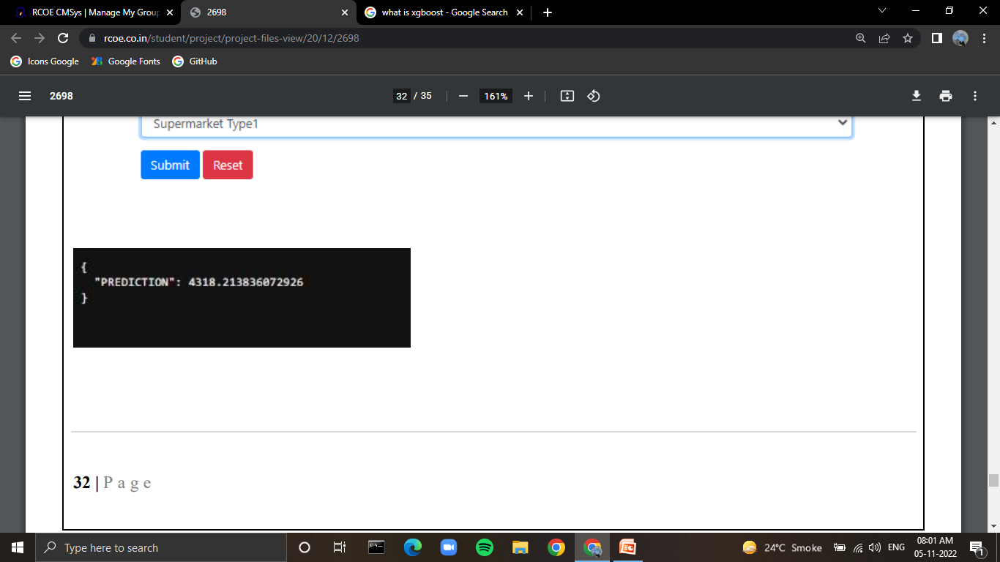 RCOE CMSys | Manage My Group
2698
what is xgboost - Google Search
rcoe.co.in/student/project/project-files-view/20/12/2698
Icons Google
Google Fonts
GitHub
2698
32 / 35
161%
Supermarket Type1
Submit
Reset
{
"PREDICTION": 4318.213836072926
}
32 | P a g e
Type here to search
24°C Smoke
ENG
08:01 AM
05-11-2022
1